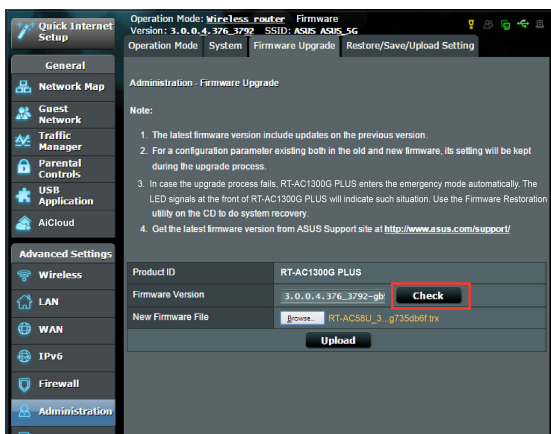 Quick Internet
Setup
Operation Mode: Wireless router Firmware
Version: 3.0.0.4.376_3792 SSID: ASUS ASUS_5G
Operation Mode System Firmware Upgrade Restore/Save/Upload Setting
General
Network Map
Guest
Network
Traffic
Manager
Parental
Controls
USB
Application
AiCloud
Advanced Settings
Wireless
LAN
WAN
IPv6
Firewall
Administration
Administration - Firmware Upgrade
Note:
1. The latest firmware version include updates on the previous version.
2. For a configuration parameter existing both in the old and new firmware, its setting will be kept
during the upgrade process.
3. In case the upgrade process fails, RT-AC1300G PLUS enters the emergency mode automatically. The
LED signals at the front of RT-AC1300G PLUS will indicate such situation. Use the Firmware Restoration
utility on the CD to do system recovery.
4. Get the latest firmware version from ASUS Support site at http://www.asus.com/support/
Product ID RT-AC1300G PLUS
Firmware Version 3.0.0.4.376_3792-gb Check
New Firmware File Browse... RT-AC58U_3...g735db6f.trx
Upload